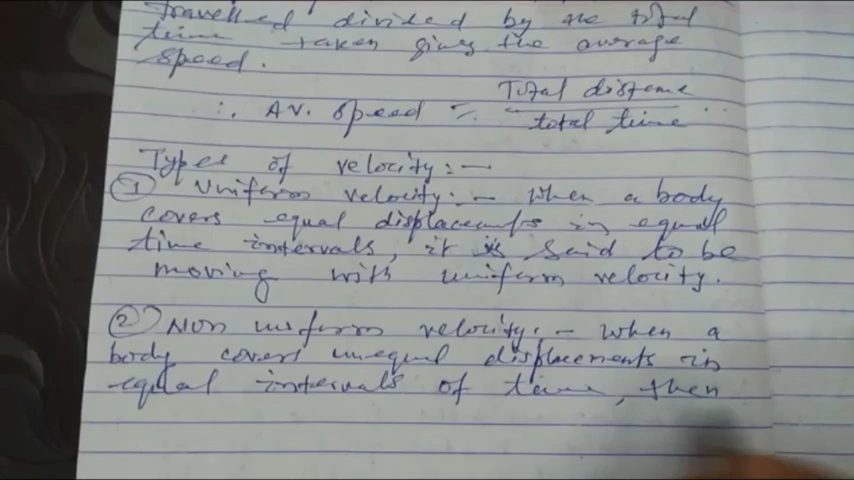 travelled divided by the total
time taken gives the average
speed.
∴ AV. speed = Total distance
total time
Types of velocity:—
① Uniform velocity:— When a body
covers equal displacements in equal
time intervals, it is said to be
moving with uniform velocity.
② Non uniform velocity:— When a
body covers unequal displacements in
equal intervals of time, then